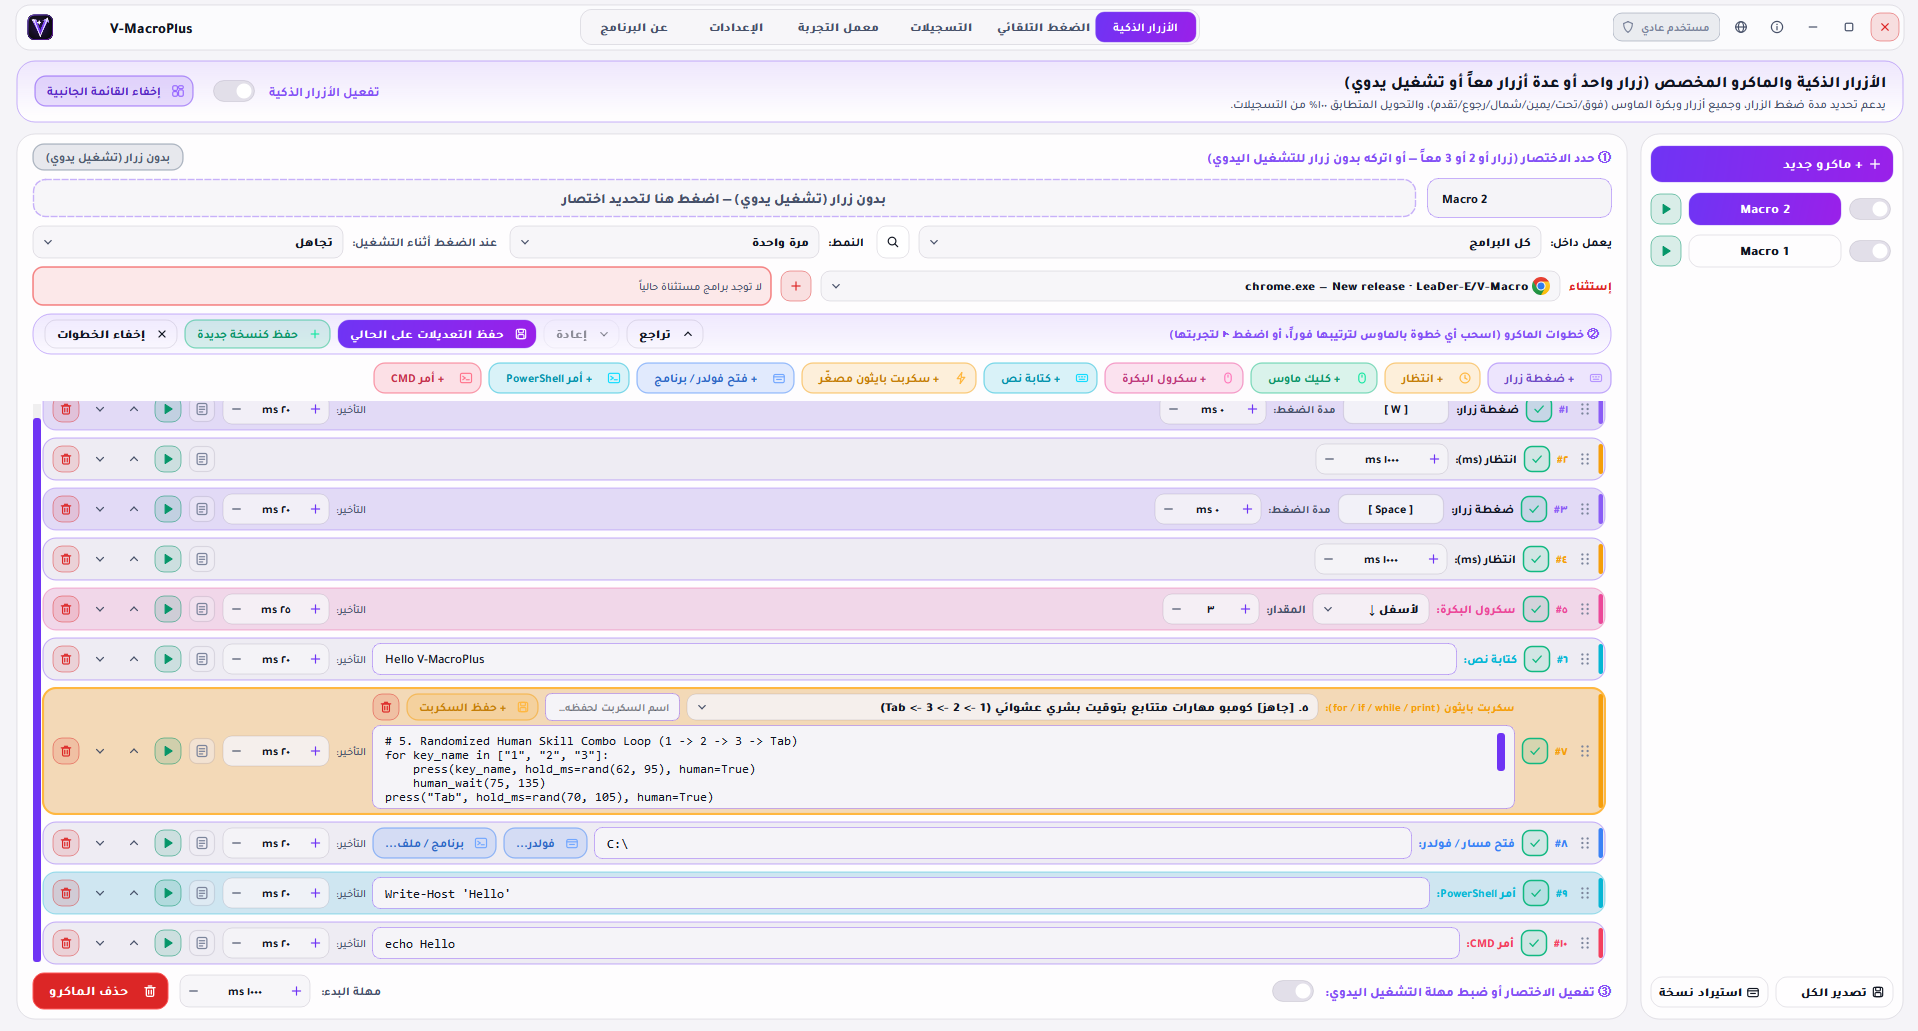 V-MacroPlus
الأزرار الذكية
الضغط التلقائي
التسجيلات
معمل التجربة
الإعدادات
عن البرنامج
مستخدم عادي
الأزرار الذكية والماكرو المخصص (زرار واحد أو عدة أزرار معاً أو تشغيل يدوي)
يدعم تحديد مدة ضغط الزرار، وجميع أزرار وبكرة الماوس (فوق/تحت/يمين/شمال/رجوع/تقدم)، والتحويل المتطابق ١٠٠% من التسجيلات.
تفعيل الأزرار الذكية
إخفاء القائمة الجانبية
+ ماكرو جديد
Macro 2
Macro 1
تصدير الكل
استيراد نسخة
① حدد الاختصار (زرار أو 2 أو 3 معاً – أو اتركه بدون زرار للتشغيل اليدوي)
بدون زرار (تشغيل يدوي)
Macro 2
بدون زرار (تشغيل يدوي) – اضغط هنا لتحديد اختصار
يعمل داخل:
كل البرامج
النمط:
مرة واحدة
عند الضغط أثناء التشغيل:
تجاهل
إستثناء
chrome.exe – New release · LeaDer-E/V-Macro
+
لا توجد برامج مستثناة حالياً
② خطوات الماكرو (اسحب أي خطوة بالماوس لترتيبها فوراً، أو اضغط ▶ لتجربتها)
تراجع
إعادة
حفظ التعديلات على الحالي
+ حفظ كنسخة جديدة
إخفاء الخطوات
+ ضغطة زرار
+ انتظار
+ كليك ماوس
+ سكرول البكرة
+ كتابة نص
+ سكربت بايثون مصغّر
+ فتح فولدر/ برنامج
+ أمر PowerShell
+ أمر CMD
#١ ضغطة زرار: [ W ] مدة الضغط: + ٠ ms − التأخير: + ٢٠ ms −
#٢ انتظار (ms): + ١٠٠٠ ms −
#٣ ضغطة زرار: [ Space ] مدة الضغط: + ٠ ms − التأخير: + ٢٠ ms −
#٤ انتظار (ms): + ١٠٠٠ ms −
#٥ سكرول البكرة: لأسفل ↓ المقدار: + ٣ − التأخير: + ٢٥ ms −
#٦ كتابة نص: Hello V-MacroPlus التأخير: + ٢٠ ms −
سكربت بايثون (for / if / while / print):
٥. [جاهز] كومبو مهارات متتابع بتوقيت بشري عشوائي (1 -> 2 -> 3 -> Tab)
اسم السكربت لحفظه...
+ حفظ السكربت
#٧
# 5. Randomized Human Skill Combo Loop (1 -> 2 -> 3 -> Tab)
for key_name in ["1", "2", "3"]:
    press(key_name, hold_ms=rand(62, 95), human=True)
    human_wait(75, 135)
press("Tab", hold_ms=rand(70, 105), human=True)
التأخير: + ٢٠ ms −
#٨ فتح مسار / فولدر: C:\ فولدر... برنامج / ملف... التأخير: + ٢٠ ms −
#٩ أمر PowerShell: Write-Host 'Hello' التأخير: + ٢٠ ms −
#١٠ أمر CMD: echo Hello التأخير: + ٢٠ ms −
③ تفعيل الاختصار أو ضبط مهلة التشغيل اليدوي:
مهلة البدء: + ١٠٠٠ ms −
حذف الماكرو